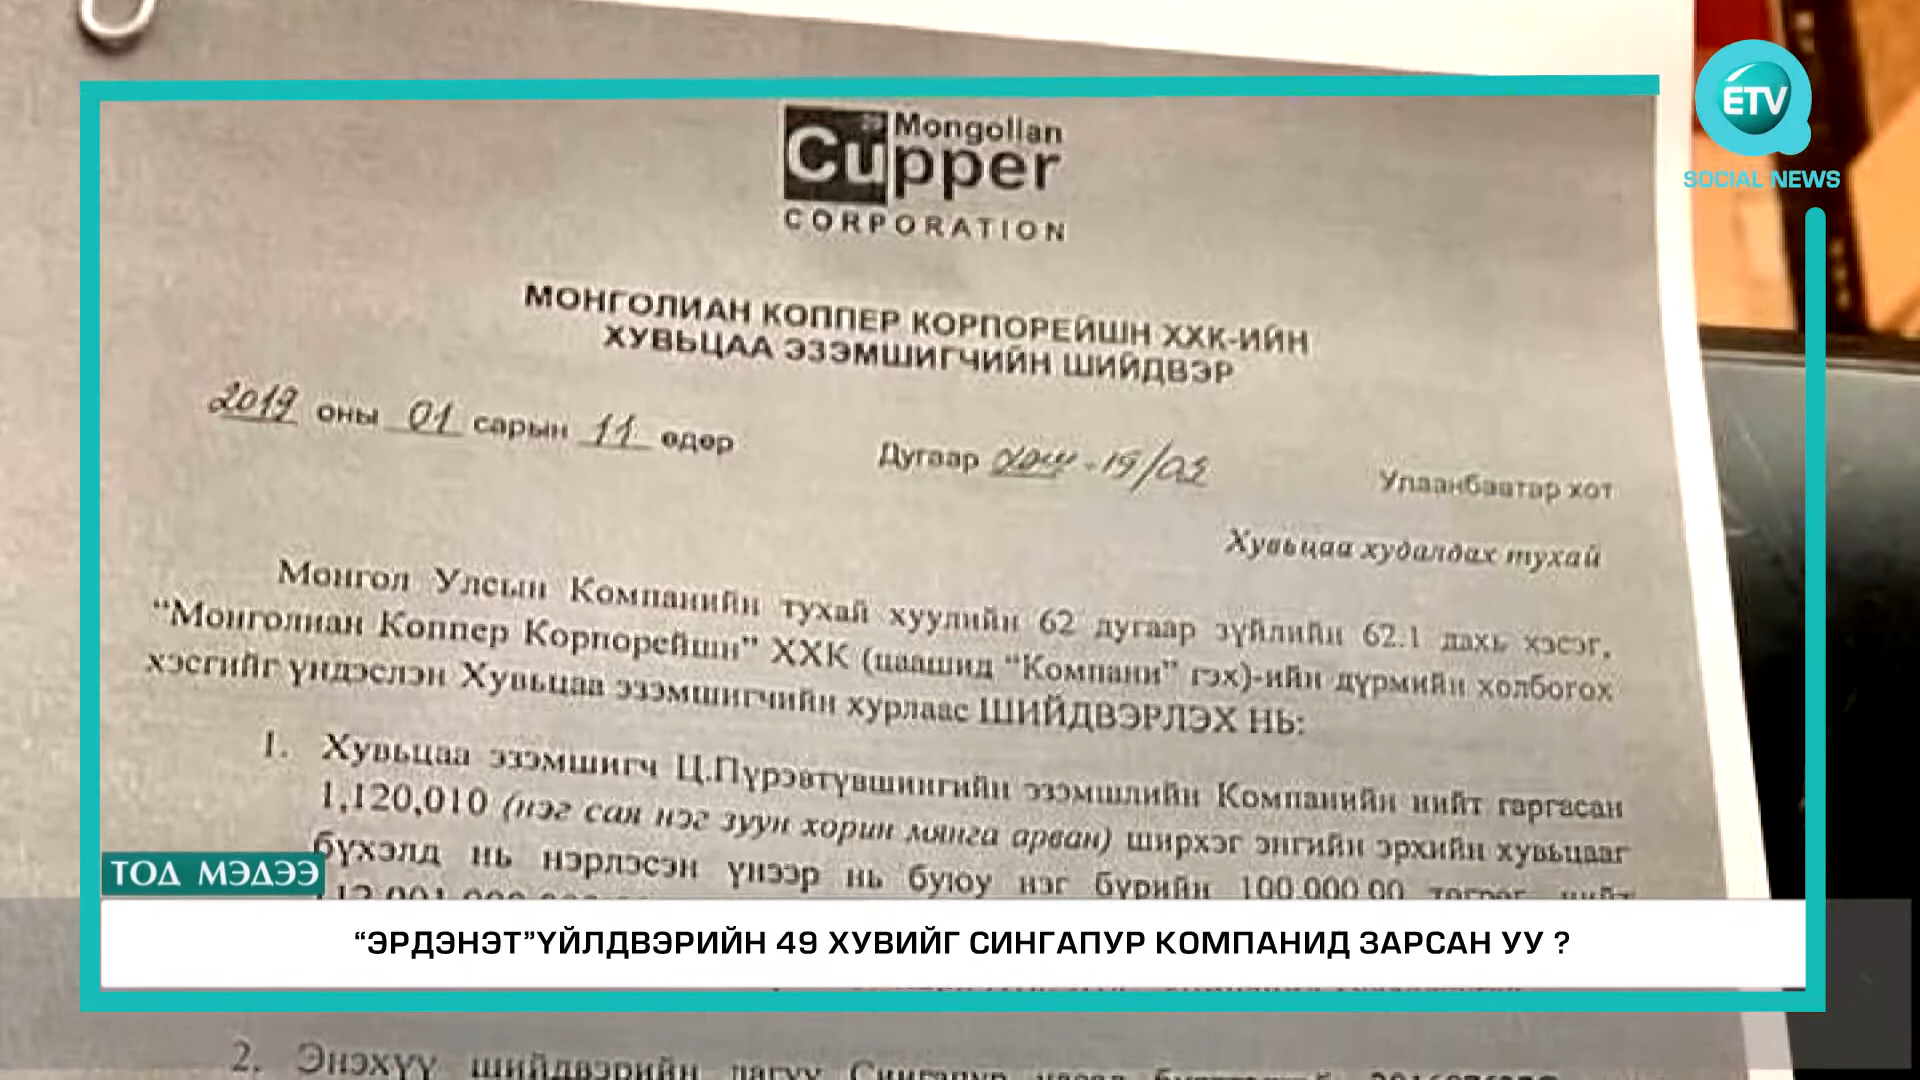 ETV
SOCIAL NEWS
Mongolian
Cupper
CORPORATION
МОНГОЛИАН КОППЕР КОРПОРЕЙШН ХХК-ИЙН
ХУВЬЦАА ЭЗЭМШИГЧИЙН ШИЙДВЭР
2019 оны 01 сарын 11 өдөр Дугаар -19/02 Улаанбаатар хот
Хувьцаа худалдах тухай
Монгол Улсын Компанийн тухай хуулийн 62 дугаар зүйлийн 62.1 дахь хэсэг,
“Монголиан Коппер Корпорейшн” ХХК (цаашид “Компани” гэх)-ийн дүрмийн холбогох
хэсгийг үндэслэн Хувьцаа эзэмшигчийн хурлаас ШИЙДВЭРЛЭХ НЬ:
1. Хувьцаа эзэмшигч Ц.Пүрэвтүвшингийн эзэмшлийн Компанийн нийт гаргасан
1,120,010 (нэг сая нэг зуун хорин мянга арван) ширхэг энгийн эрхийн хувьцааг
бүхэлд нь нэрлэсэн үнээр нь буюу нэг бүрийн 100.000.00 төгрөг, нийт
ТОД МЭДЭЭ
“ЭРДЭНЭТ”ҮЙЛДВЭРИЙН 49 ХУВИЙГ СИНГАПУР КОМПАНИД ЗАРСАН УУ ?
2. Энэхүү шийдвэрийн дагуу Сингапур